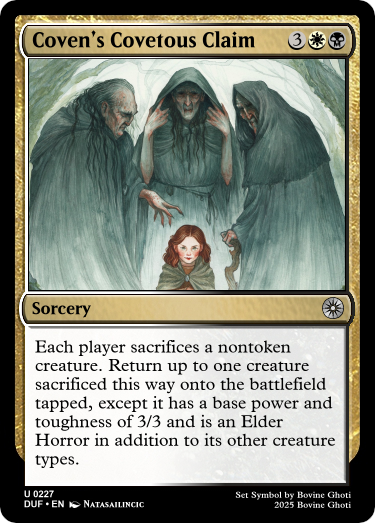 Coven's Covetous Claim 3
Sorcery
Each player sacrifices a nontoken
creature. Return up to one creature
sacrificed this way onto the battlefield
tapped, except it has a base power and
toughness of 3/3 and is an Elder
Horror in addition to its other creature
types.
U 0227
DUF • EN Natasailincic
Set Symbol by Bovine Ghoti
2025 Bovine Ghoti